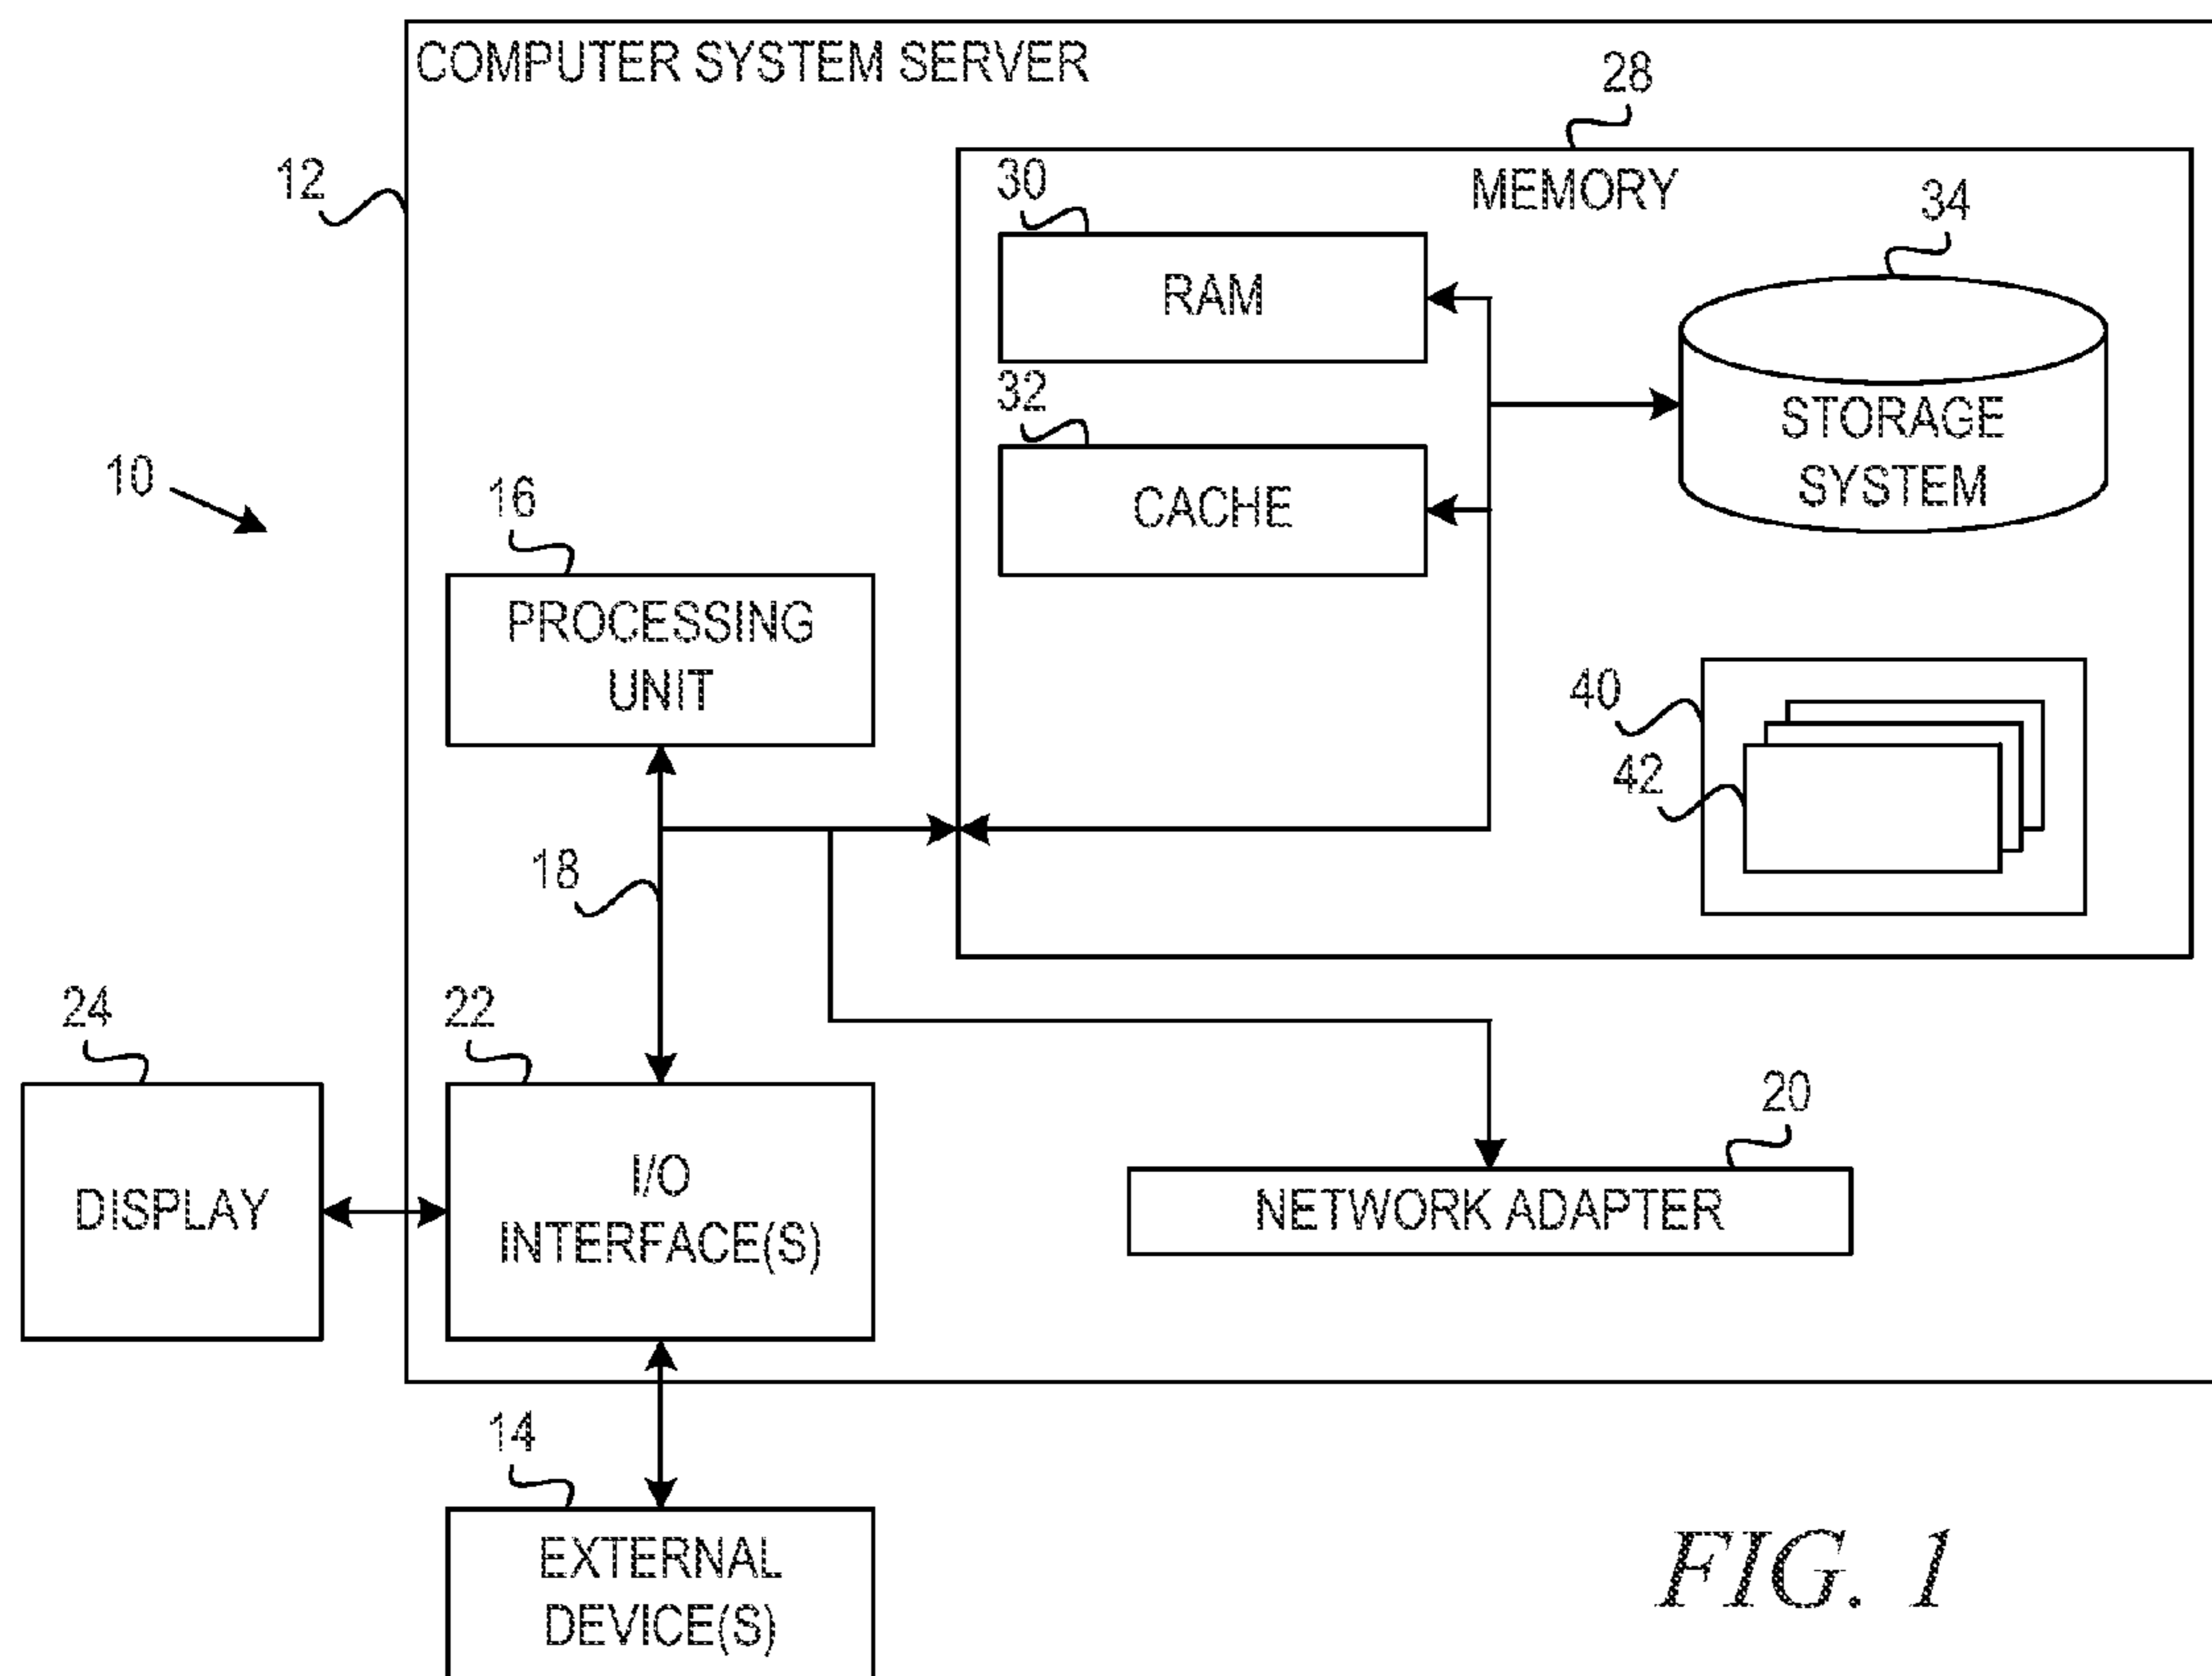 COMPUTER SYSTEM SERVER
28
12
30
MEMORY
34
RAM
32
STORAGE
SYSTEM
10
16
CACHE
PROCESSING
UNIT
40
42
18
24
22
20
DISPLAY
I/O
INTERFACE(S)
NETWORK ADAPTER
14
EXTERNAL
DEVICE(S)
FIG. 1